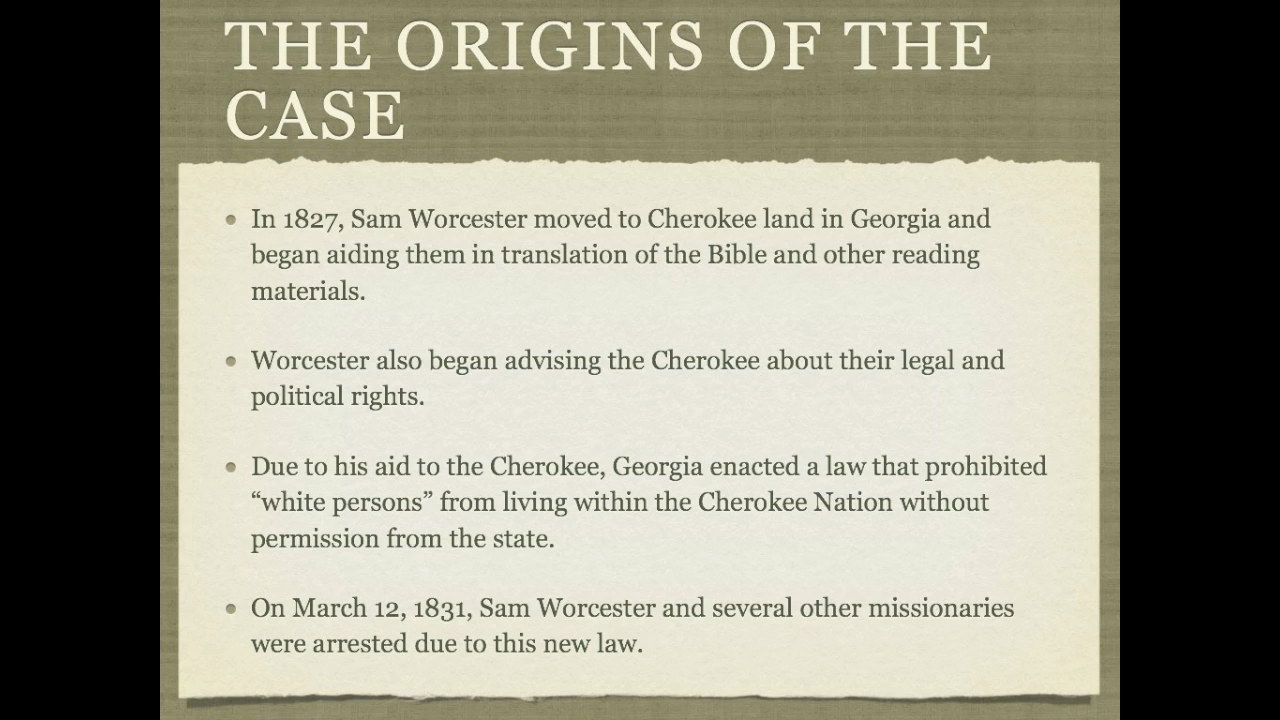 THE ORIGINS OF THE
CASE
• In 1827, Sam Worcester moved to Cherokee land in Georgia and
began aiding them in translation of the Bible and other reading
materials.
• Worcester also began advising the Cherokee about their legal and
political rights.
• Due to his aid to the Cherokee, Georgia enacted a law that prohibited
“white persons” from living within the Cherokee Nation without
permission from the state.
• On March 12, 1831, Sam Worcester and several other missionaries
were arrested due to this new law.